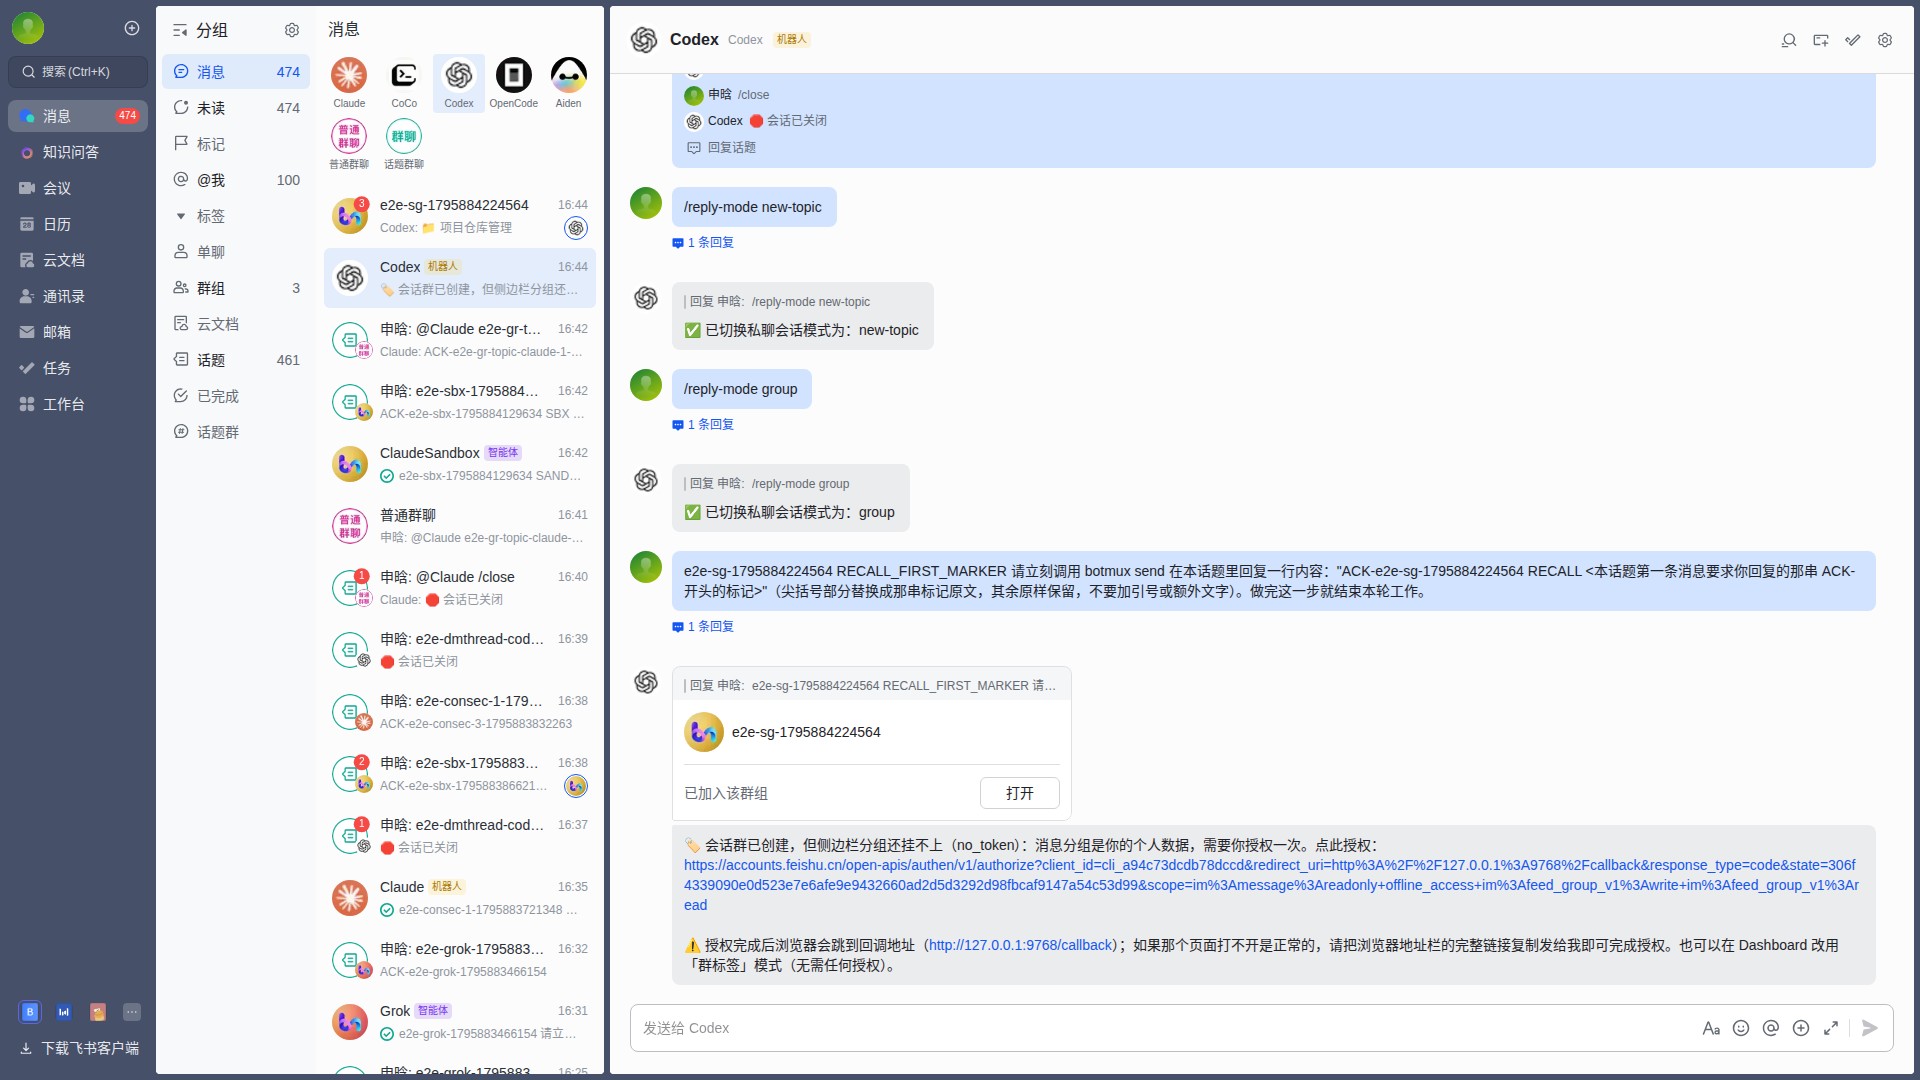 搜索 (Ctrl+K)
消息 474
知识问答
会议
日历
云文档
通讯录
邮箱
任务
工作台
下载飞书客户端
分组
消息 474
未读 474
标记
@我 100
标签
单聊
群组 3
云文档
话题 461
已完成
话题群
消息
Claude CoCo Codex OpenCode Aiden
普通群聊 群聊
普通群聊 话题群聊
3 e2e-sg-1795884224564 16:44
Codex: 📁 项目仓库管理
Codex 机器人 16:44
🏷️ 会话群已创建，但侧边栏分组还…
申晗: @Claude e2e-gr-t… 16:42
Claude: ACK-e2e-gr-topic-claude-1-…
申晗: e2e-sbx-1795884… 16:42
ACK-e2e-sbx-1795884129634 SBX …
ClaudeSandbox 智能体 16:42
e2e-sbx-1795884129634 SAND…
普通群聊 普通群聊 16:41
申晗: @Claude e2e-gr-topic-claude-…
1 申晗: @Claude /close 16:40
Claude: 🛑 会话已关闭
申晗: e2e-dmthread-cod… 16:39
🛑 会话已关闭
申晗: e2e-consec-1-179… 16:38
ACK-e2e-consec-3-1795883832263
2 申晗: e2e-sbx-1795883… 16:38
ACK-e2e-sbx-179588386621…
1 申晗: e2e-dmthread-cod… 16:37
🛑 会话已关闭
Claude 机器人 16:35
e2e-consec-1-1795883721348 …
申晗: e2e-grok-1795883… 16:32
ACK-e2e-grok-1795883466154
Grok 智能体 16:31
e2e-grok-1795883466154 请立…
申晗: e2e-grok-1795883… 16:25
Codex Codex 机器人
申晗 /close
Codex 🛑 会话已关闭
回复话题
/reply-mode new-topic
1 条回复
回复 申晗: /reply-mode new-topic
✅ 已切换私聊会话模式为：new-topic
/reply-mode group
1 条回复
回复 申晗: /reply-mode group
✅ 已切换私聊会话模式为：group
e2e-sg-1795884224564 RECALL_FIRST_MARKER 请立刻调用 botmux send 在本话题里回复一行内容："ACK-e2e-sg-1795884224564 RECALL <本话题第一条消息要求你回复的那串 ACK-
开头的标记>"（尖括号部分替换成那串标记原文，其余原样保留，不要加引号或额外文字）。做完这一步就结束本轮工作。
1 条回复
回复 申晗: e2e-sg-1795884224564 RECALL_FIRST_MARKER 请…
e2e-sg-1795884224564
已加入该群组 打开
🏷️ 会话群已创建，但侧边栏分组还挂不上（no_token）：消息分组是你的个人数据，需要你授权一次。点此授权：
https://accounts.feishu.cn/open-apis/authen/v1/authorize?client_id=cli_a94c73dcdb78dccd&redirect_uri=http%3A%2F%2F127.0.0.1%3A9768%2Fcallback&response_type=code&state=306f
4339090e0d523e7e6afe9e9432660ad2d5d3292d98fbcaf9147a54c53d99&scope=im%3Amessage%3Areadonly+offline_access+im%3Afeed_group_v1%3Awrite+im%3Afeed_group_v1%3Ar
ead
⚠️ 授权完成后浏览器会跳到回调地址（http://127.0.0.1:9768/callback）；如果那个页面打不开是正常的，请把浏览器地址栏的完整链接复制发给我即可完成授权。也可以在 Dashboard 改用
「群标签」模式（无需任何授权）。
发送给 Codex